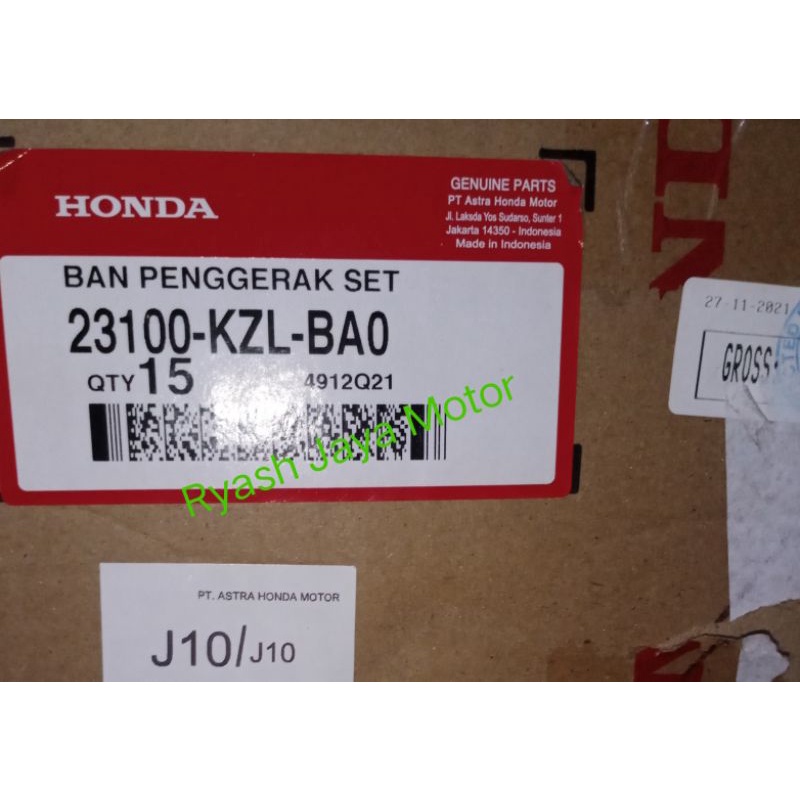 HONDA
GENUINE PARTS
PT Astra Honda Motor
Jl. Laksda Yos Sudarso, Sunter 1
Jakarta 14350 - Indonesia
Made in Indonesia
BAN PENGGERAK SET
23100-KZL-BA0
QTY 15
4912Q21
Ryash Jaya Motor
27-11-2021
GROSS:
PT. ASTRA HONDA MOTOR
J10/J10